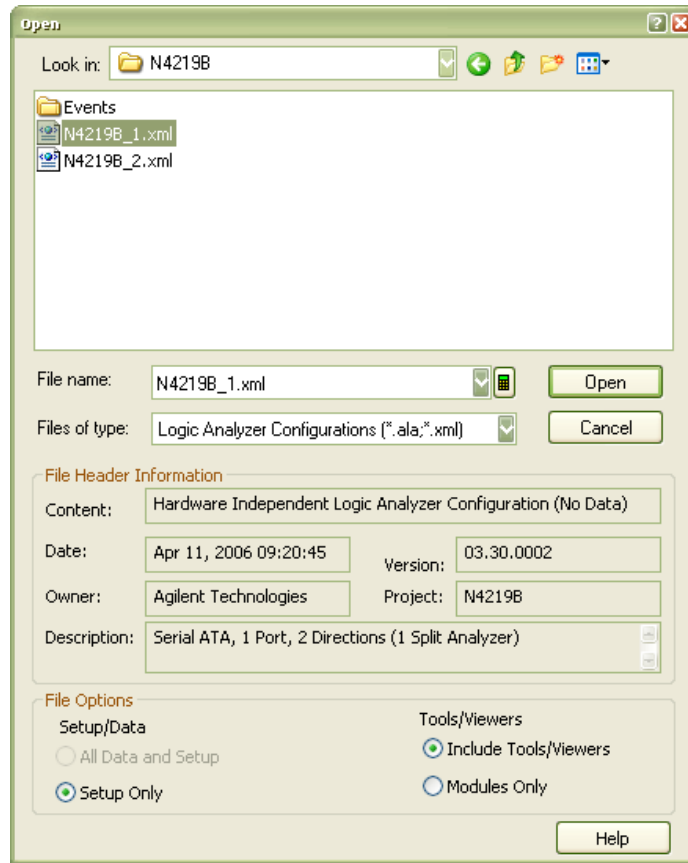 Open
Look in: N4219B
Events
N4219B_1.xml
N4219B_2.xml
File name: N4219B_1.xml Open
Files of type: Logic Analyzer Configurations (*.ala;*.xml) Cancel
File Header Information
Content: Hardware Independent Logic Analyzer Configuration (No Data)
Date: Apr 11, 2006 09:20:45 Version: 03.30.0002
Owner: Agilent Technologies Project: N4219B
Description: Serial ATA, 1 Port, 2 Directions (1 Split Analyzer)
File Options
Setup/Data Tools/Viewers
All Data and Setup Include Tools/Viewers
Setup Only Modules Only
Help